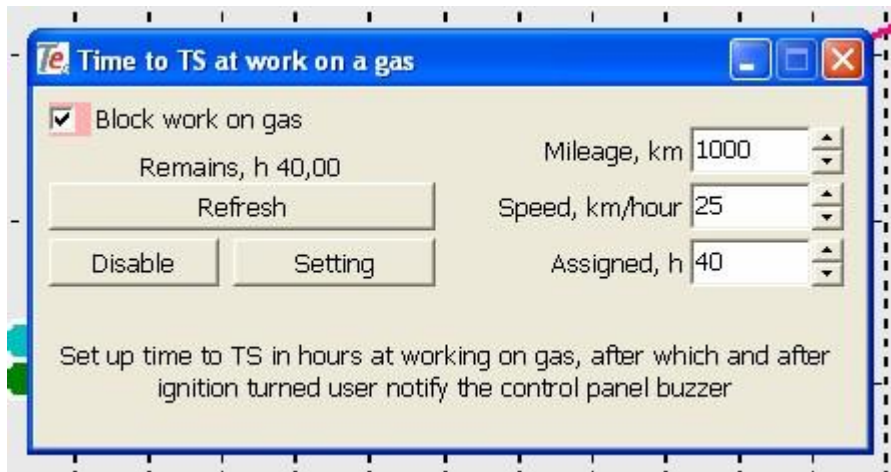 Te
Time to TS at work on a gas
Block work on gas
Remains, h 40,00
Refresh
Disable
Setting
Mileage, km 1000
Speed, km/hour 25
Assigned, h 40
Set up time to TS in hours at working on gas, after which and after
ignition turned user notify the control panel buzzer